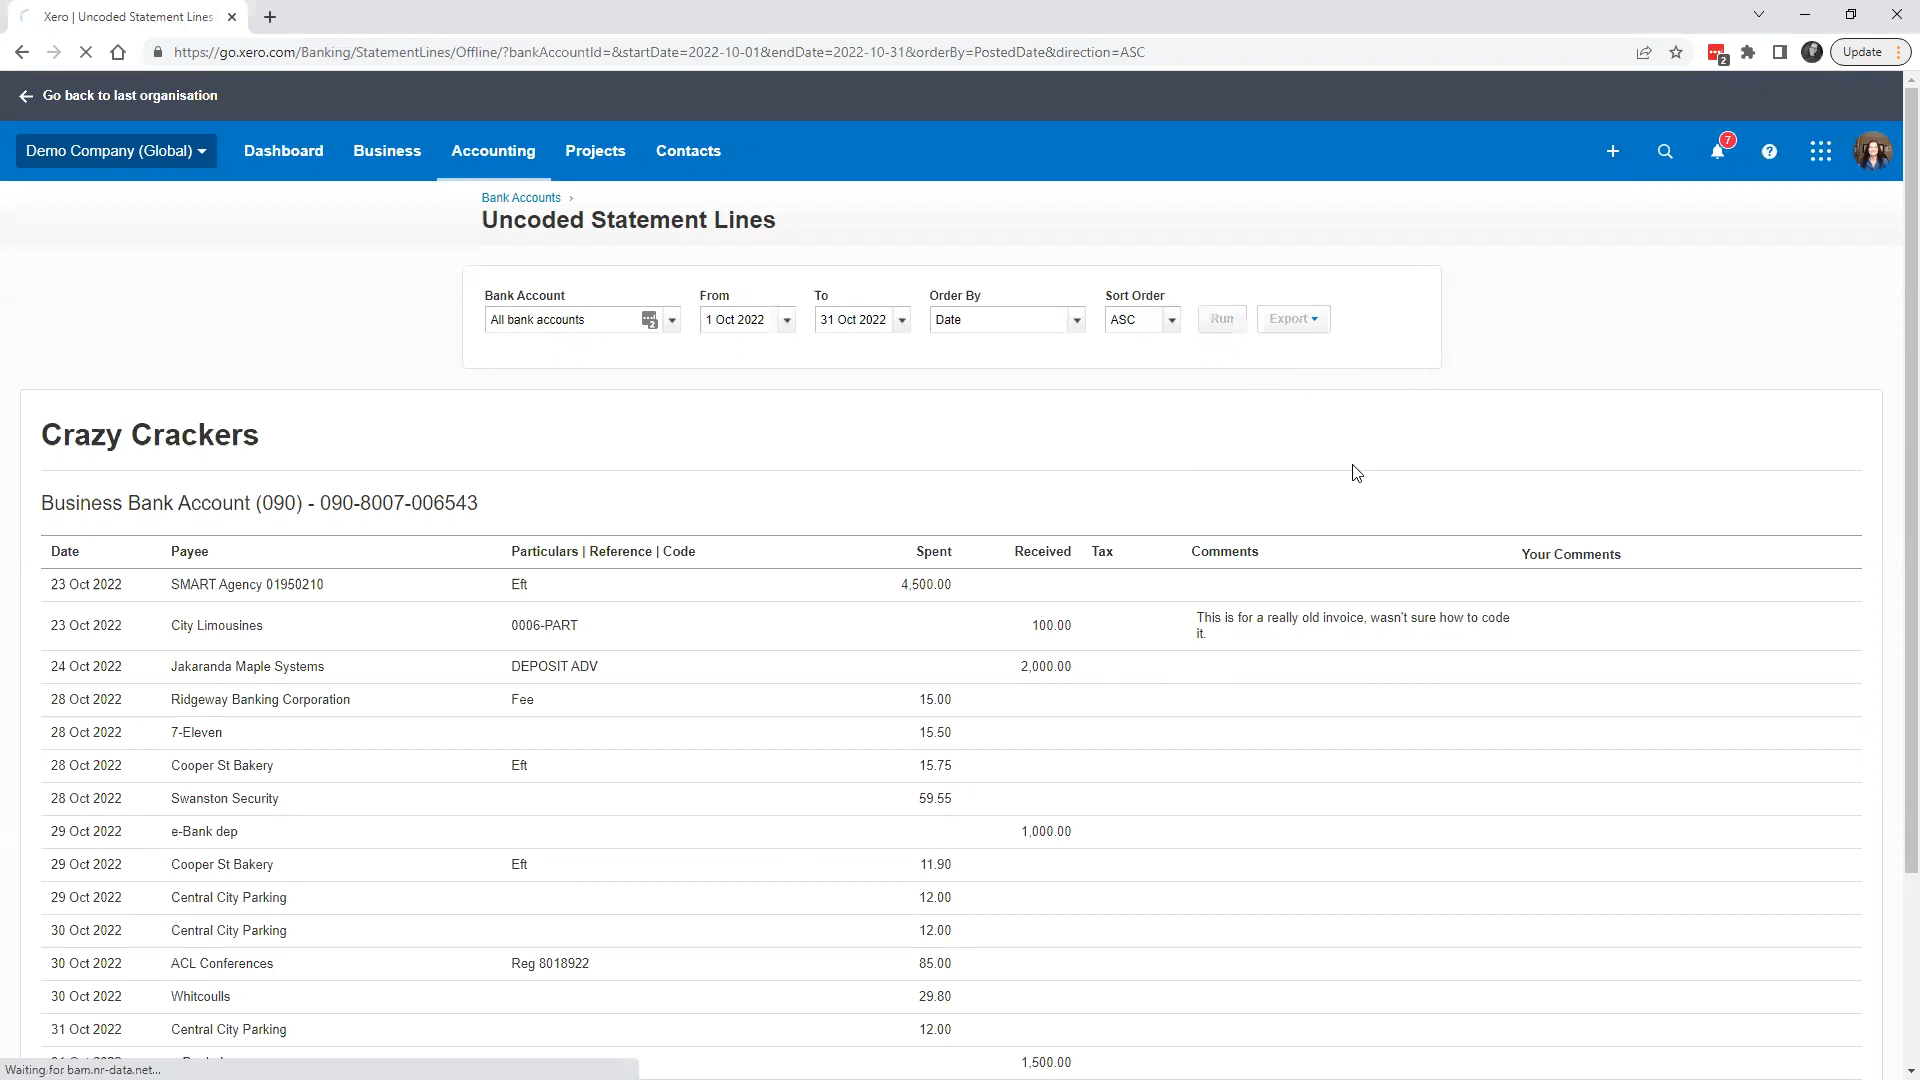 Xero | Uncoded Statement Lines
https://go.xero.com/Banking/StatementLines/Offline/?bankAccountId=&startDate=2022-10-01&endDate=2022-10-31&orderBy=PostedDate&direction=ASC
2
Update
Go back to last organisation
Demo Company (Global)
Dashboard
Business
Accounting
Projects
Contacts
7
Bank Accounts ›
Uncoded Statement Lines
Bank Account
From
To
Order By
Sort Order
All bank accounts
2
1 Oct 2022
31 Oct 2022
Date
ASC
Run
Export
Crazy Crackers
Business Bank Account (090) - 090-8007-006543
Date Payee Particulars | Reference | Code Spent Received Tax Comments Your Comments
23 Oct 2022 SMART Agency 01950210 Eft 4,500.00
23 Oct 2022 City Limousines 0006-PART 100.00 This is for a really old invoice, wasn't sure how to code
it.
24 Oct 2022 Jakaranda Maple Systems DEPOSIT ADV 2,000.00
28 Oct 2022 Ridgeway Banking Corporation Fee 15.00
28 Oct 2022 7-Eleven 15.50
28 Oct 2022 Cooper St Bakery Eft 15.75
28 Oct 2022 Swanston Security 59.55
29 Oct 2022 e-Bank dep 1,000.00
29 Oct 2022 Cooper St Bakery Eft 11.90
29 Oct 2022 Central City Parking 12.00
30 Oct 2022 Central City Parking 12.00
30 Oct 2022 ACL Conferences Reg 8018922 85.00
30 Oct 2022 Whitcoulls 29.80
31 Oct 2022 Central City Parking 12.00
1,500.00
Waiting for bam.nr-data.net...